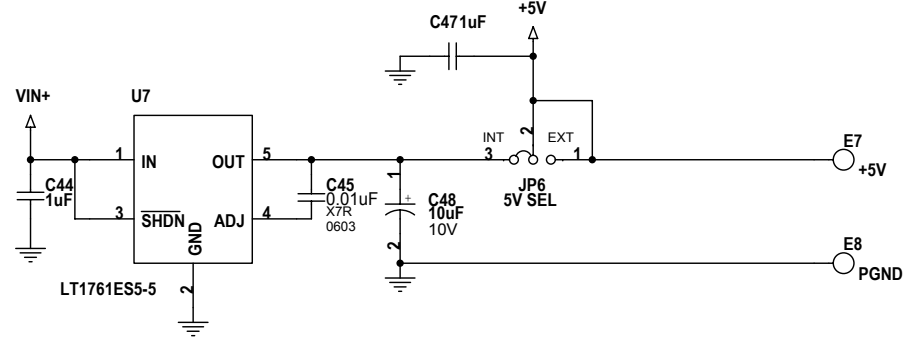 +5V
C471uF
VIN+
U7
INT
2
EXT
E7
1
IN
OUT
5
3
1
+5V
C44
1uF
1
JP6
5V SEL
C45
0.01uF
X7R
0603
+
C48
10uF
10V
3
SHDN
ADJ
4
GND
2
E8
PGND
LT1761ES5-5
2